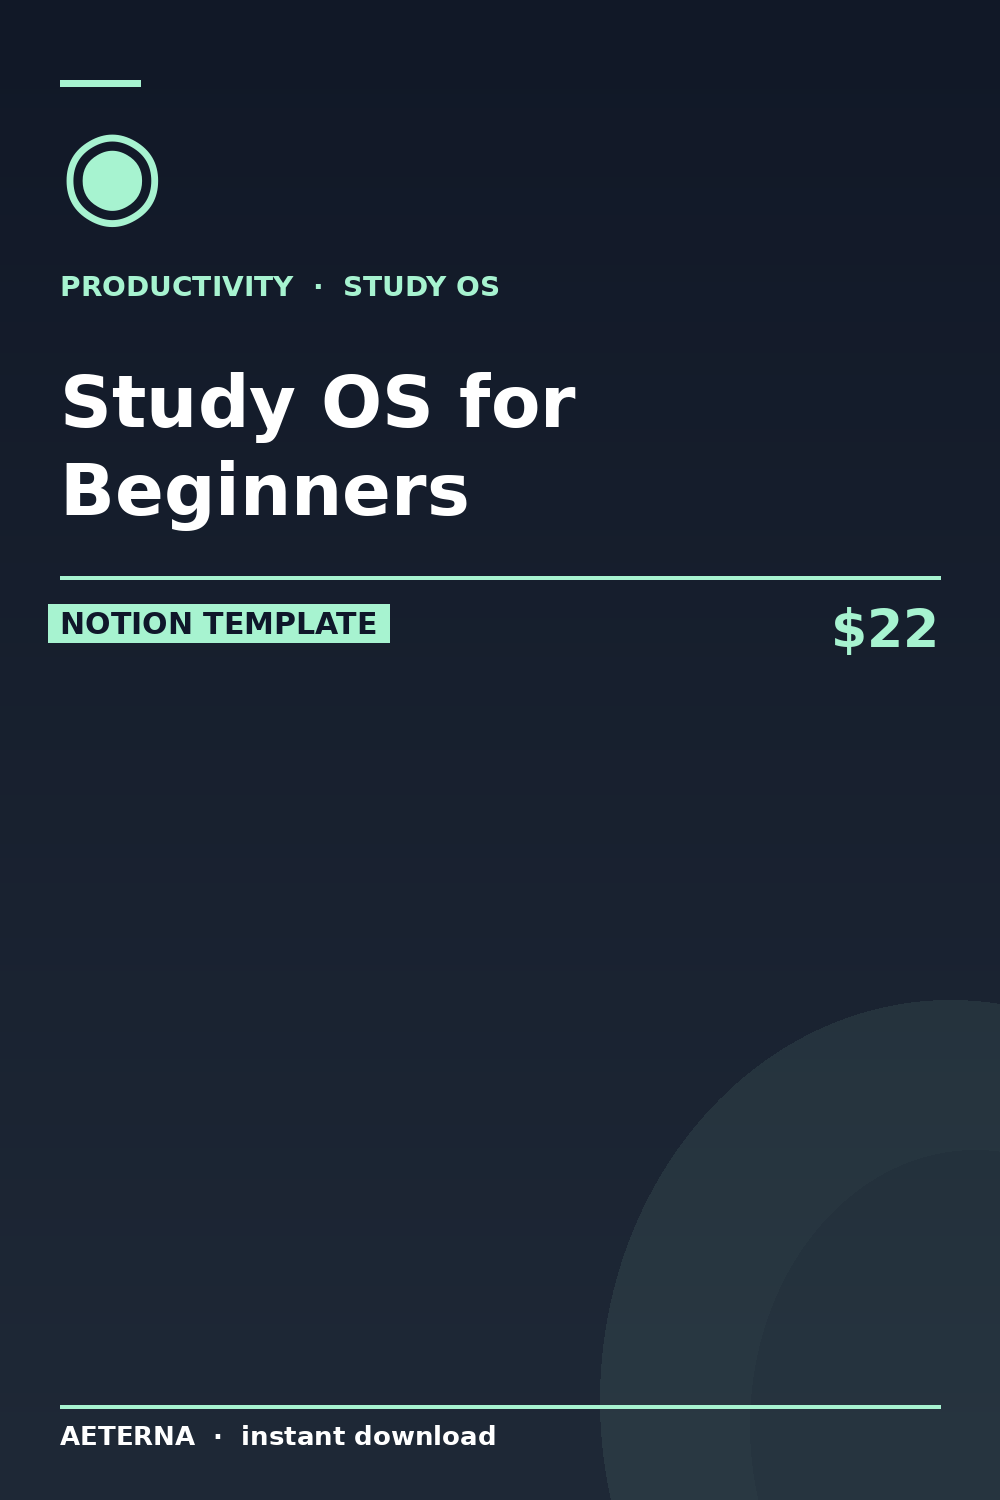 PRODUCTIVITY · STUDY OS
Study OS for
Beginners
NOTION TEMPLATE
$22
AETERNA · instant download